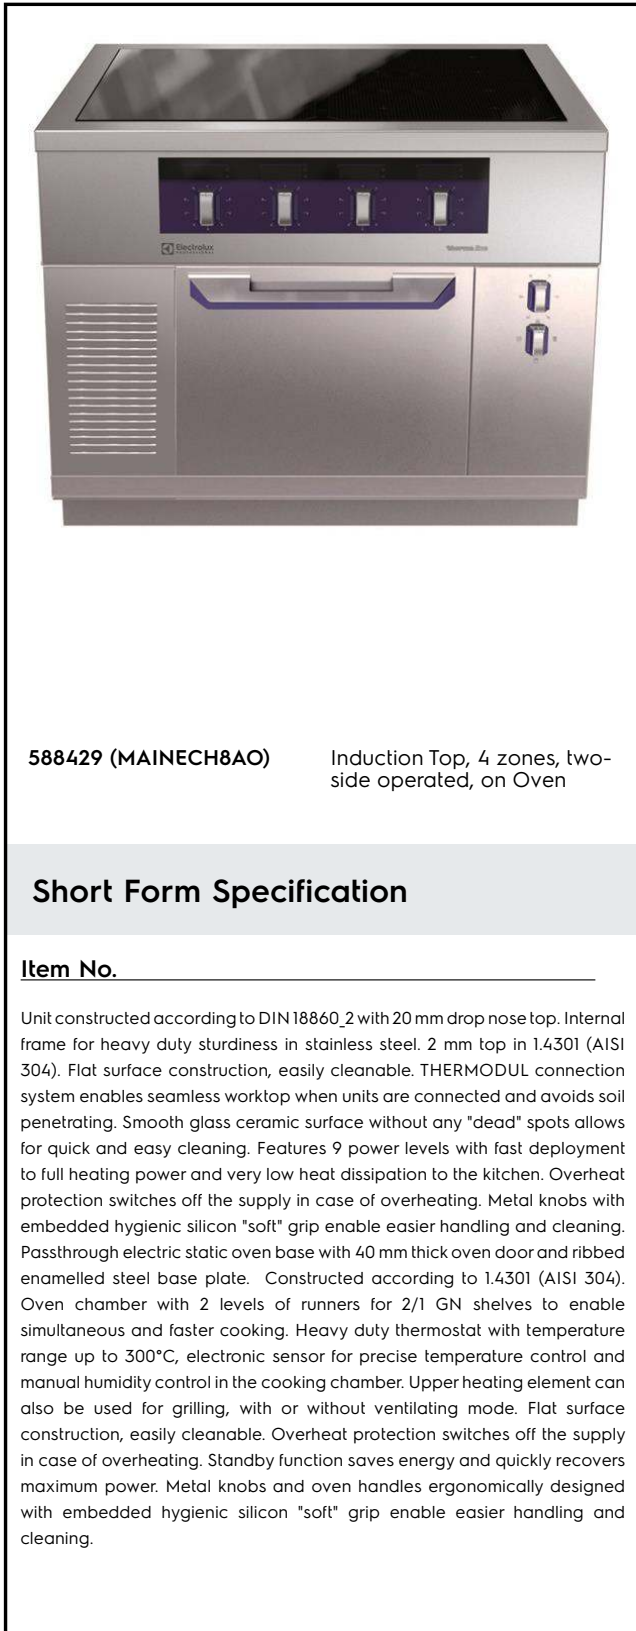 Electrolux
PROFESSIONAL
588429 (MAINECH8AO)
Induction Top, 4 zones, two-
side operated, on Oven
Short Form Specification
Item No.
Unit constructed according to DIN 18860_2 with 20 mm drop nose top. Internal
frame for heavy duty sturdiness in stainless steel. 2 mm top in 1.4301 (AISI
304). Flat surface construction, easily cleanable. THERMODUL connection
system enables seamless worktop when units are connected and avoids soil
penetrating. Smooth glass ceramic surface without any "dead" spots allows
for quick and easy cleaning. Features 9 power levels with fast deployment
to full heating power and very low heat dissipation to the kitchen. Overheat
protection switches off the supply in case of overheating. Metal knobs with
embedded hygienic silicon "soft" grip enable easier handling and cleaning.
Passthrough electric static oven base with 40 mm thick oven door and ribbed
enamelled steel base plate. Constructed according to 1.4301 (AISI 304).
Oven chamber with 2 levels of runners for 2/1 GN shelves to enable
simultaneous and faster cooking. Heavy duty thermostat with temperature
range up to 300°C, electronic sensor for precise temperature control and
manual humidity control in the cooking chamber. Upper heating element can
also be used for grilling, with or without ventilating mode. Flat surface
construction, easily cleanable. Overheat protection switches off the supply
in case of overheating. Standby function saves energy and quickly recovers
maximum power. Metal knobs and oven handles ergonomically designed
with embedded hygienic silicon "soft" grip enable easier handling and
cleaning.